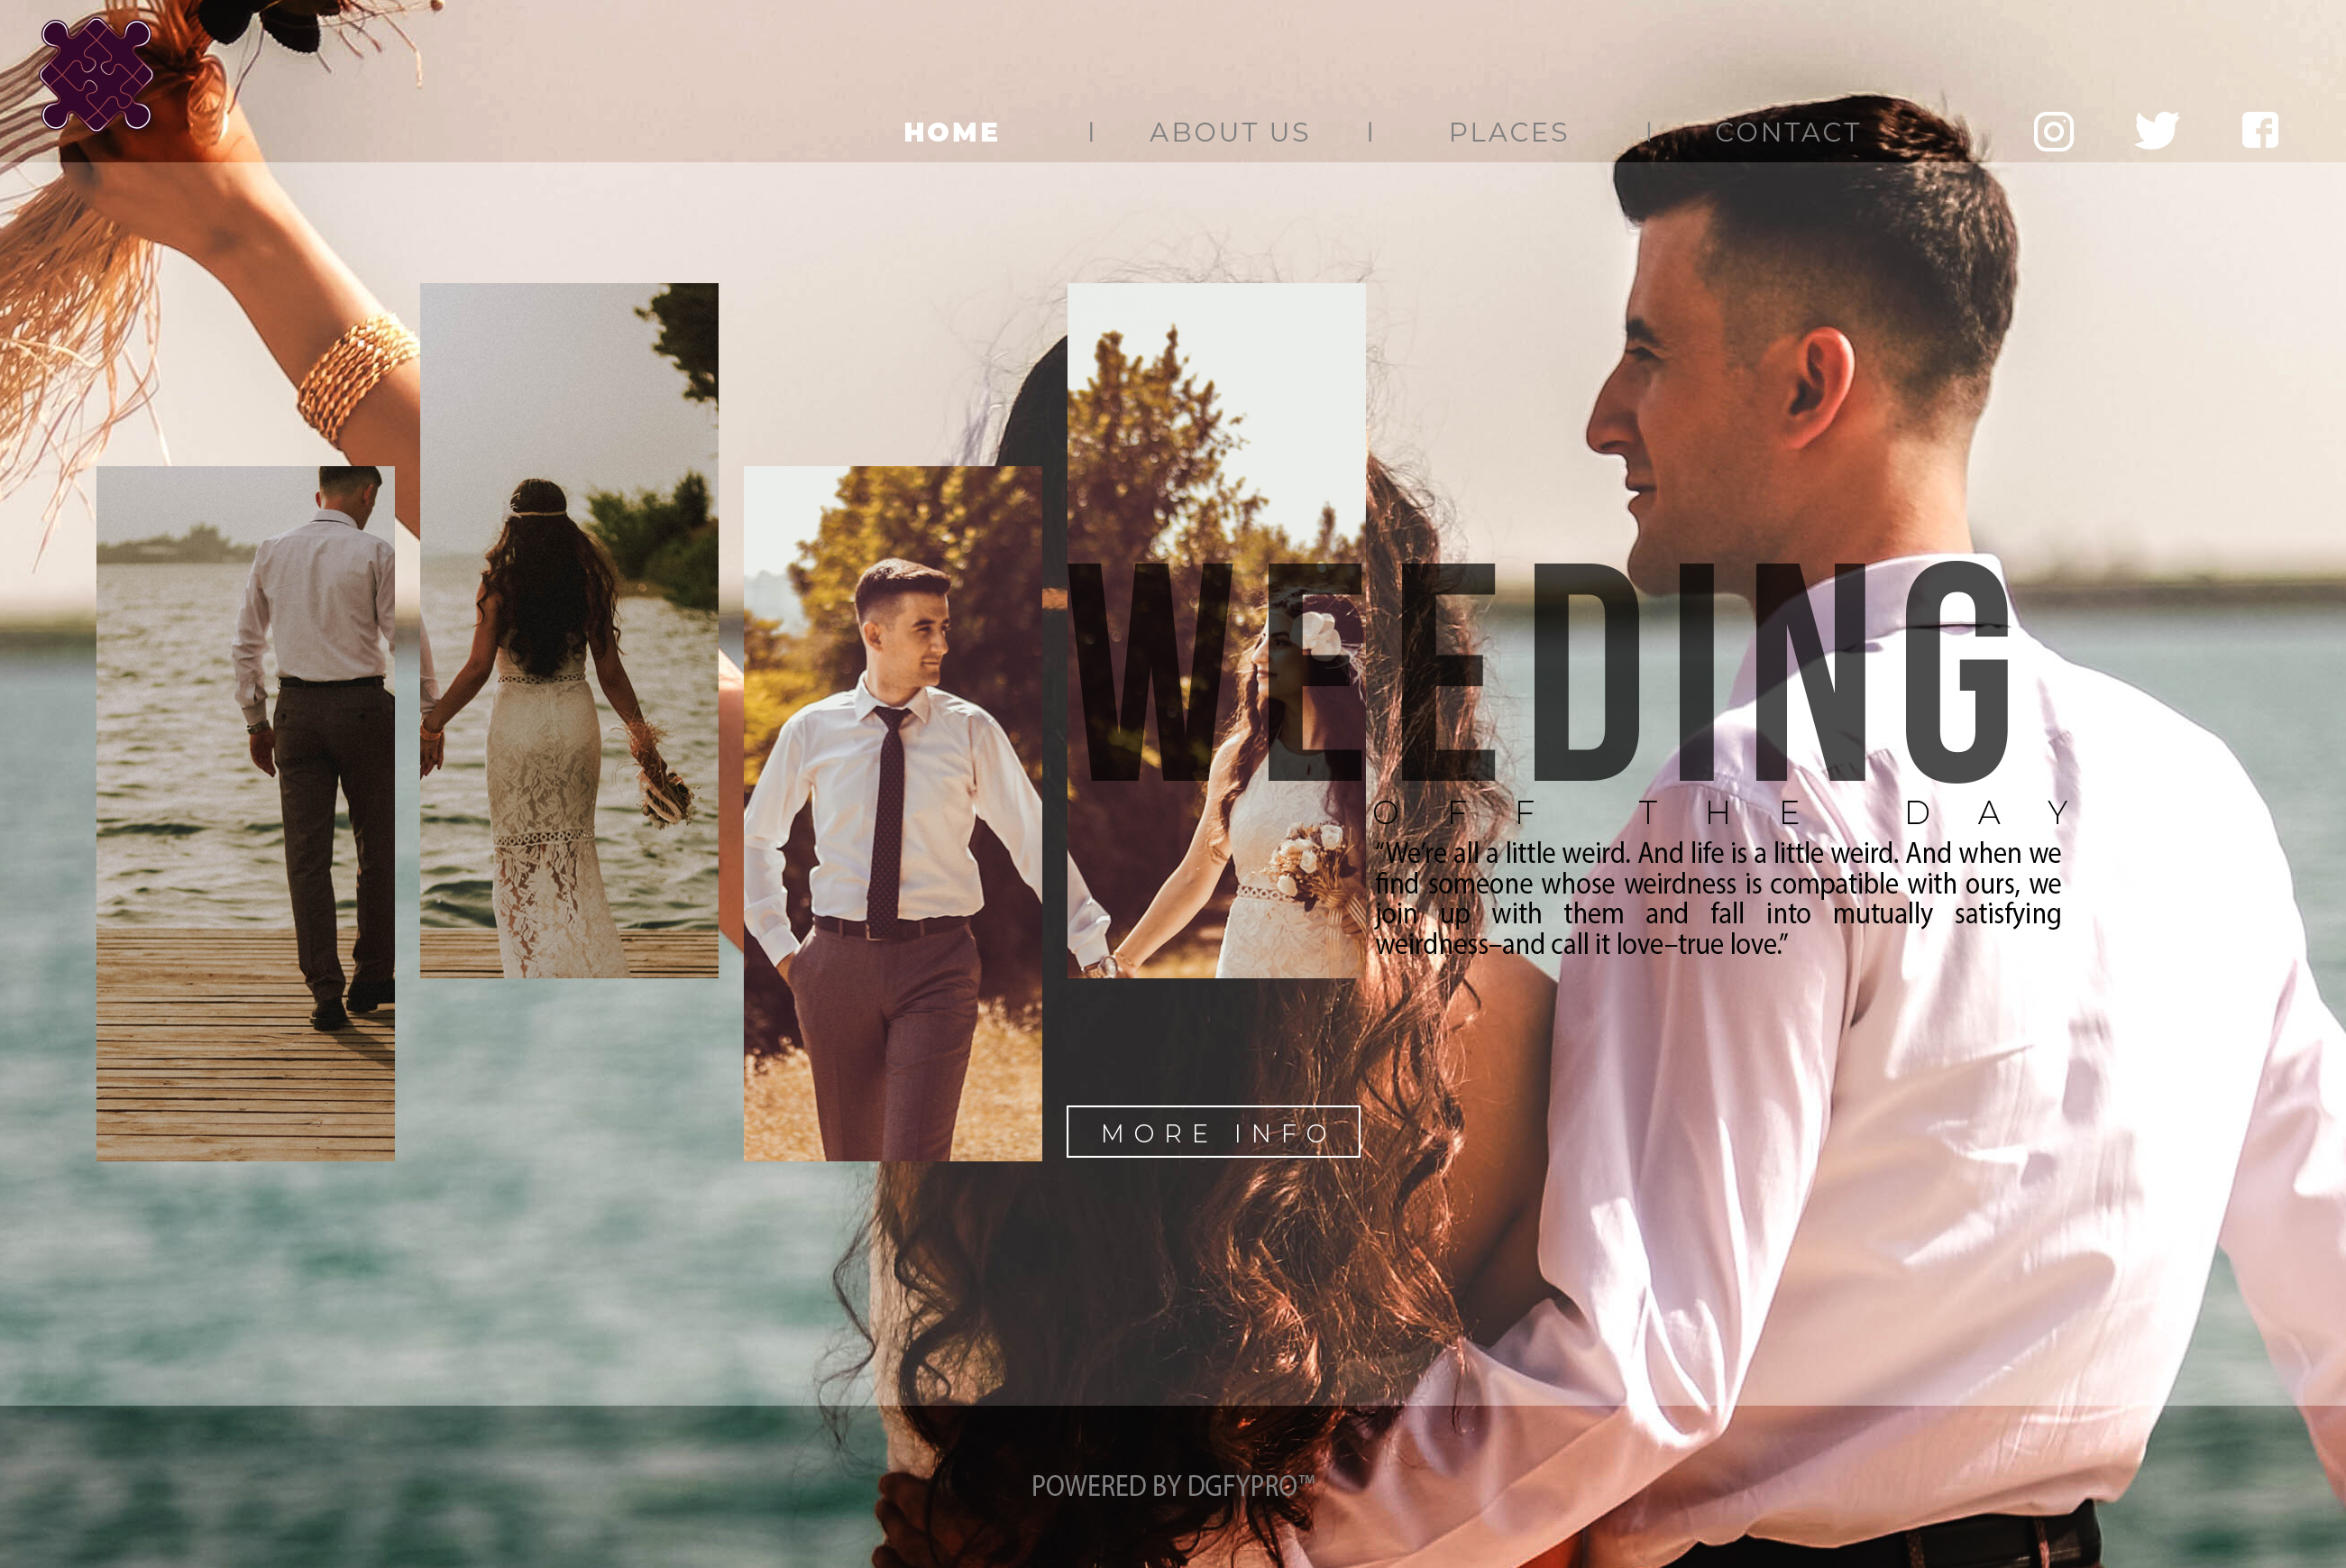 HOME | ABOUT US | PLACES | CONTACT
WEEDING
OFF THE DAY
“We’re all a little weird. And life is a little weird. And when we
find someone whose weirdness is compatible with ours, we
join up with them and fall into mutually satisfying
weirdness–and call it love–true love.”
MORE INFO
POWERED BY DGFYPRO™